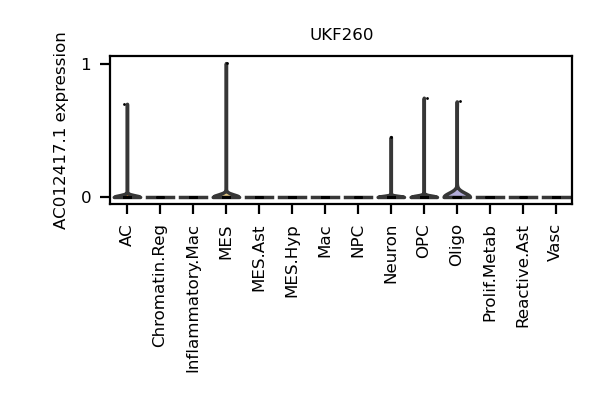 UKF260
AC012417.1 expression
1
0
AC
Chromatin.Reg
Inflammatory.Mac
MES
MES.Ast
MES.Hyp
Mac
NPC
Neuron
OPC
Oligo
Prolif.Metab
Reactive.Ast
Vasc